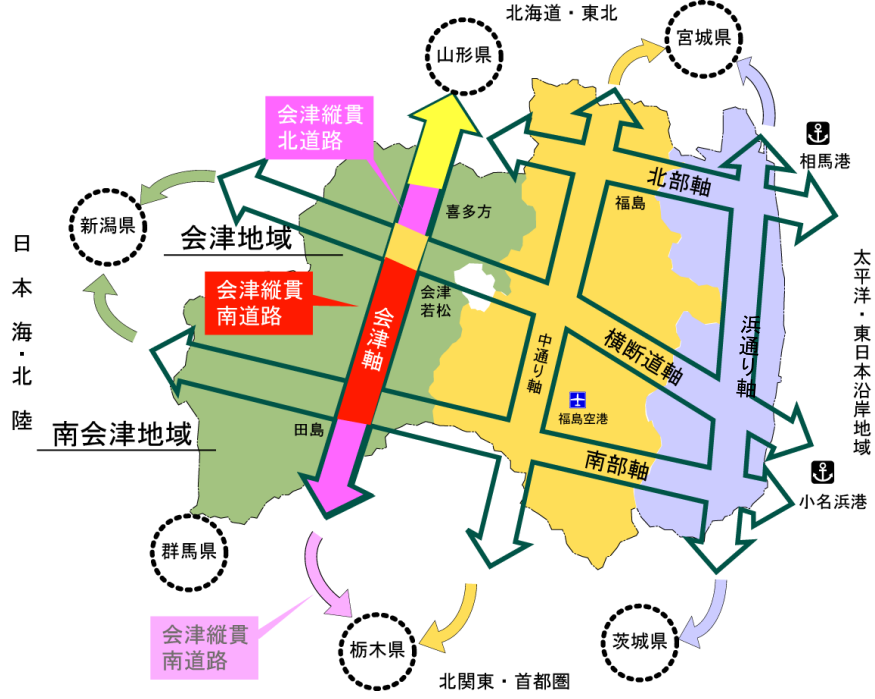 北海道・東北
宮城県
山形県
会津縦貫
北道路
相馬港
北部軸
福島
喜多方
新潟県
会津地域
日本海・北陸
会津縦貫
南道路
会津
若松
会津軸
中通り軸
横断道軸
浜通り軸
太平洋・東日本沿岸地域
福島空港
田島
南会津地域
南部軸
小名浜港
群馬県
会津縦貫
南道路
栃木県
茨城県
北関東・首都圏